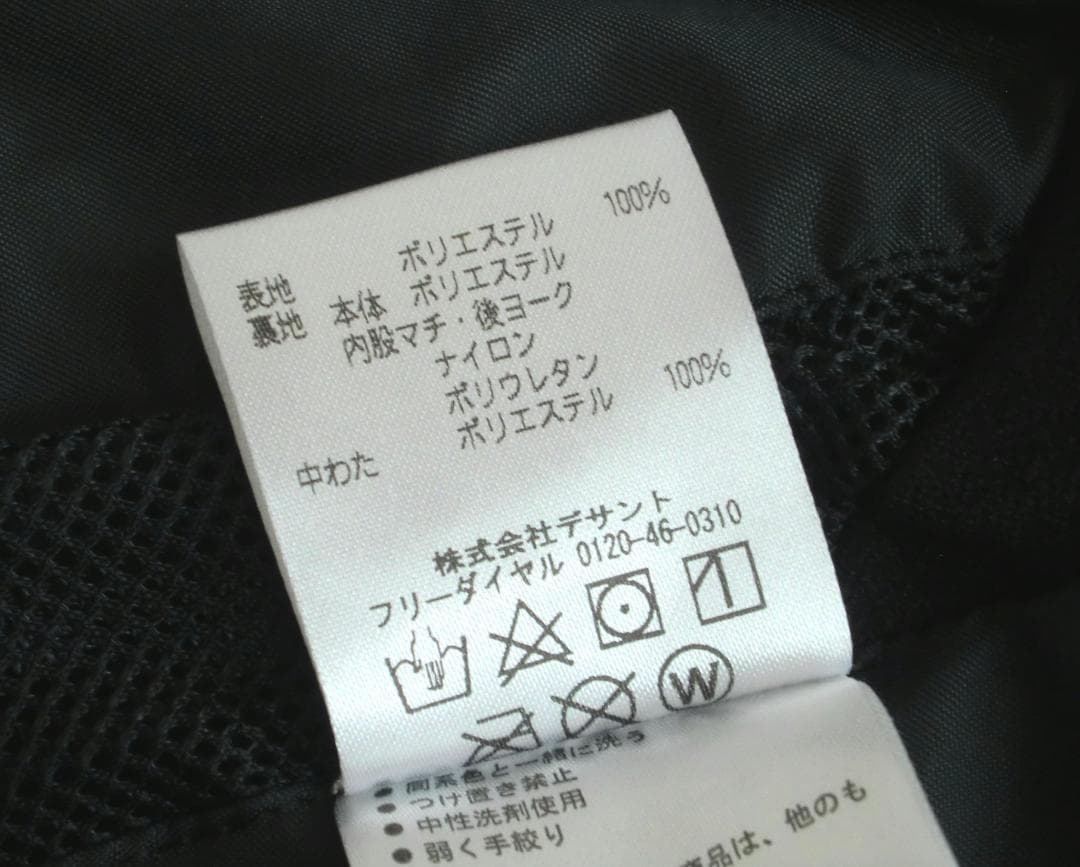 表地 ポリエステル 100%
裏地 本体 ポリエステル
内股マチ・後ヨーク
ナイロン
ポリウレタン
中わた ポリエステル 100%
株式会社デサント
フリーダイヤル 0120-46-0310
W
● 同系色と一緒に洗う
● つけ置き禁止
● 中性洗剤使用
● 弱く手絞り
商品は、他のも